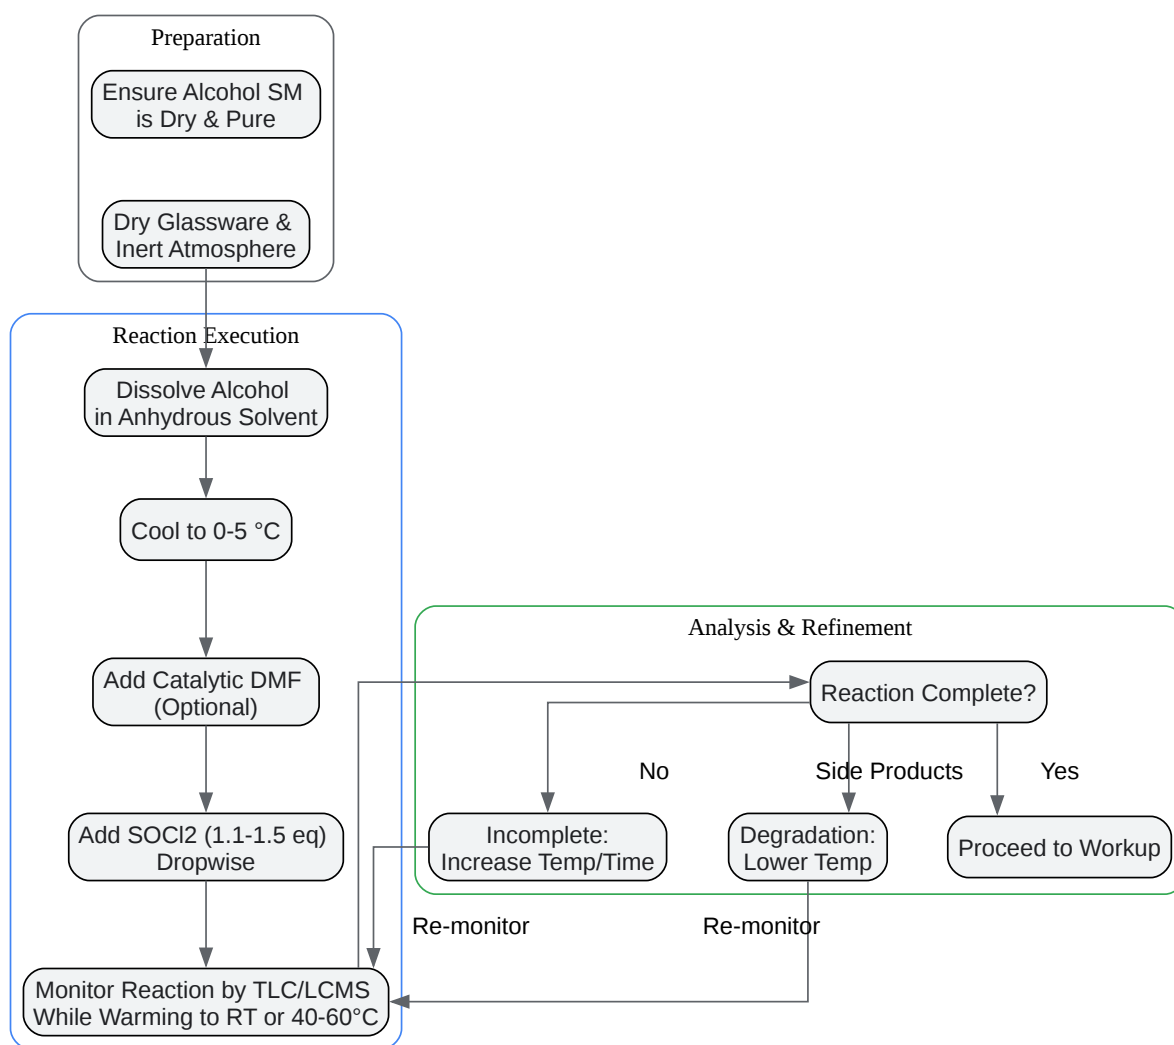 Preparation
Ensure Alcohol SM
is Dry & Pure
Dry Glassware &
Inert Atmosphere
Reaction Execution
Dissolve Alcohol
in Anhydrous Solvent
Cool to 0-5 °C
Add Catalytic DMF
(Optional)
Add SOCl2 (1.1-1.5 eq)
Dropwise
Monitor Reaction by TLC/LCMS
While Warming to RT or 40-60°C
Analysis & Refinement
Reaction Complete?
No
Side Products
Yes
Incomplete:
Increase Temp/Time
Degradation:
Lower Temp
Proceed to Workup
Re-monitor
Re-monitor